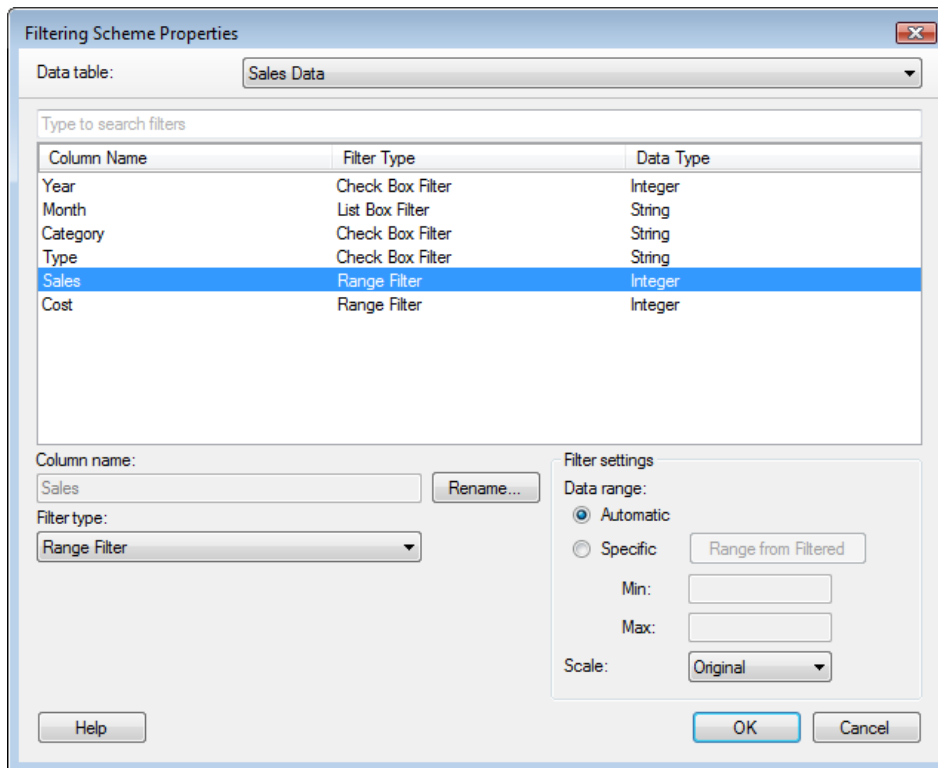 Filtering Scheme Properties
Data table: Sales Data
Type to search filters
Column Name Filter Type Data Type
Year Check Box Filter Integer
Month List Box Filter String
Category Check Box Filter String
Type Check Box Filter String
Sales Range Filter Integer
Cost Range Filter Integer
Column name:
Sales Rename...
Filter type:
Range Filter
Filter settings
Data range:
Automatic
Specific Range from Filtered
Min:
Max:
Scale: Original
Help OK Cancel